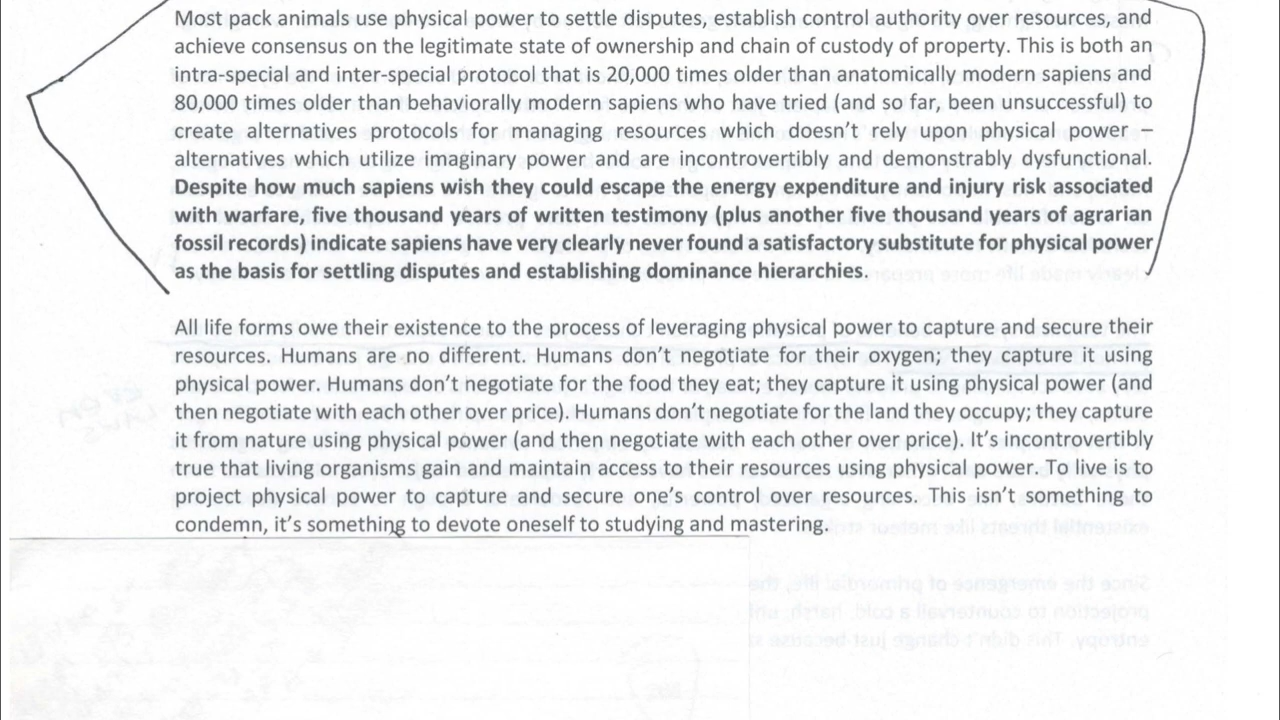 Most pack animals use physical power to settle disputes, establish control authority over resources, and
achieve consensus on the legitimate state of ownership and chain of custody of property. This is both an
intra-special and inter-special protocol that is 20,000 times older than anatomically modern sapiens and
80,000 times older than behaviorally modern sapiens who have tried (and so far, been unsuccessful) to
create alternatives protocols for managing resources which doesn't rely upon physical power –
alternatives which utilize imaginary power and are incontrovertibly and demonstrably dysfunctional.
Despite how much sapiens wish they could escape the energy expenditure and injury risk associated
with warfare, five thousand years of written testimony (plus another five thousand years of agrarian
fossil records) indicate sapiens have very clearly never found a satisfactory substitute for physical power
as the basis for settling disputes and establishing dominance hierarchies.
All life forms owe their existence to the process of leveraging physical power to capture and secure their
resources. Humans are no different. Humans don't negotiate for their oxygen; they capture it using
physical power. Humans don't negotiate for the food they eat; they capture it using physical power (and
then negotiate with each other over price). Humans don't negotiate for the land they occupy; they capture
it from nature using physical power (and then negotiate with each other over price). It's incontrovertibly
true that living organisms gain and maintain access to their resources using physical power. To live is to
project physical power to capture and secure one's control over resources. This isn't something to
condemn, it's something to devote oneself to studying and mastering.